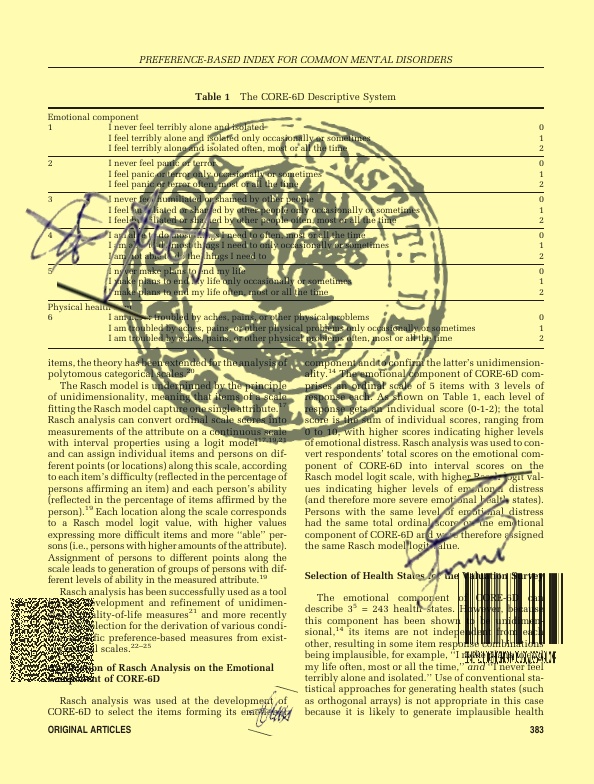 PREFERENCE-BASED INDEX FOR COMMON MENTAL DISORDERS
Table 1 The CORE-6D Descriptive System
Emotional component
1 I never feel terribly alone and isolated 0
I feel terribly alone and isolated only occasionally or sometimes 1
I feel terribly alone and isolated often, most or all the time 2
2 I never feel panic or terror 0
I feel panic or terror only occasionally or sometimes 1
I feel panic or terror often, most or all the time 2
3 I never feel humiliated or shamed by other people 0
I feel humiliated or shamed by other people only occasionally or sometimes 1
I feel humiliated or shamed by other people often, most or all the time 2
4 I am able to do most things I need to often, most or all the time 0
I am able to do most things I need to only occasionally or sometimes 1
I am not able to do the things I need to 2
5 I never make plans to end my life 0
I make plans to end my life only occasionally or sometimes 1
I make plans to end my life often, most or all the time 2
Physical health
6 I am never troubled by aches, pains, or other physical problems 0
I am troubled by aches, pains, or other physical problems only occasionally or sometimes 1
I am troubled by aches, pains, or other physical problems often, most or all the time 2
items, the theory has been extended for the analysis of
polytomous categorical scales.20
The Rasch model is underpinned by the principle
of unidimensionality, meaning that items of a scale
fitting the Rasch model capture one single attribute.17
Rasch analysis can convert ordinal scale scores into
measurements of the attribute on a continuous scale
with interval properties using a logit model17,19,21
and can assign individual items and persons on dif-
ferent points (or locations) along this scale, according
to each item's difficulty (reflected in the percentage of
persons affirming an item) and each person's ability
(reflected in the percentage of items affirmed by the
person).19 Each location along the scale corresponds
to a Rasch model logit value, with higher values
expressing more difficult items and more "able" per-
sons (i.e., persons with higher amounts of the attribute).
Assignment of persons to different points along the
scale leads to generation of groups of persons with dif-
ferent levels of ability in the measured attribute.19
Rasch analysis has been successfully used as a tool
development and refinement of unidimen-
quality-of-life measures21 and more recently
selection for the derivation of various condi-
preference-based measures from exist-
scales.22–25
of Rasch Analysis on the Emotional
of CORE-6D
Rasch analysis was used at the development of
CORE-6D to select the items forming its emotional
component and to confirm the latter's unidimension-
ality.14 The emotional component of CORE-6D com-
prises an ordinal scale of 5 items with 3 levels of
response each. As shown on Table 1, each level of
response gets an individual score (0-1-2); the total
score is the sum of individual scores, ranging from
0 to 10, with higher scores indicating higher levels
of emotional distress. Rasch analysis was used to con-
vert respondents' total scores on the emotional com-
ponent of CORE-6D into interval scores on the
Rasch model logit scale, with higher Rasch logit val-
ues indicating higher levels of emotional distress
(and therefore more severe emotional health states).
Persons with the same level of emotional distress
had the same total ordinal score on the emotional
component of CORE-6D and were therefore assigned
the same Rasch model logit value.
Selection of Health States for the Valuation Survey
The emotional component of CORE-6D can
describe 3⁵ = 243 health states. However, because
this component has been shown to be unidimen-
sional,14 its items are not independent from each
other, resulting in some item response combinations
being implausible, for example, "I make plans to end
my life often, most or all the time," and "I never feel
terribly alone and isolated." Use of conventional sta-
tistical approaches for generating health states (such
as orthogonal arrays) is not appropriate in this case
because it is likely to generate implausible health
ORIGINAL ARTICLES 383